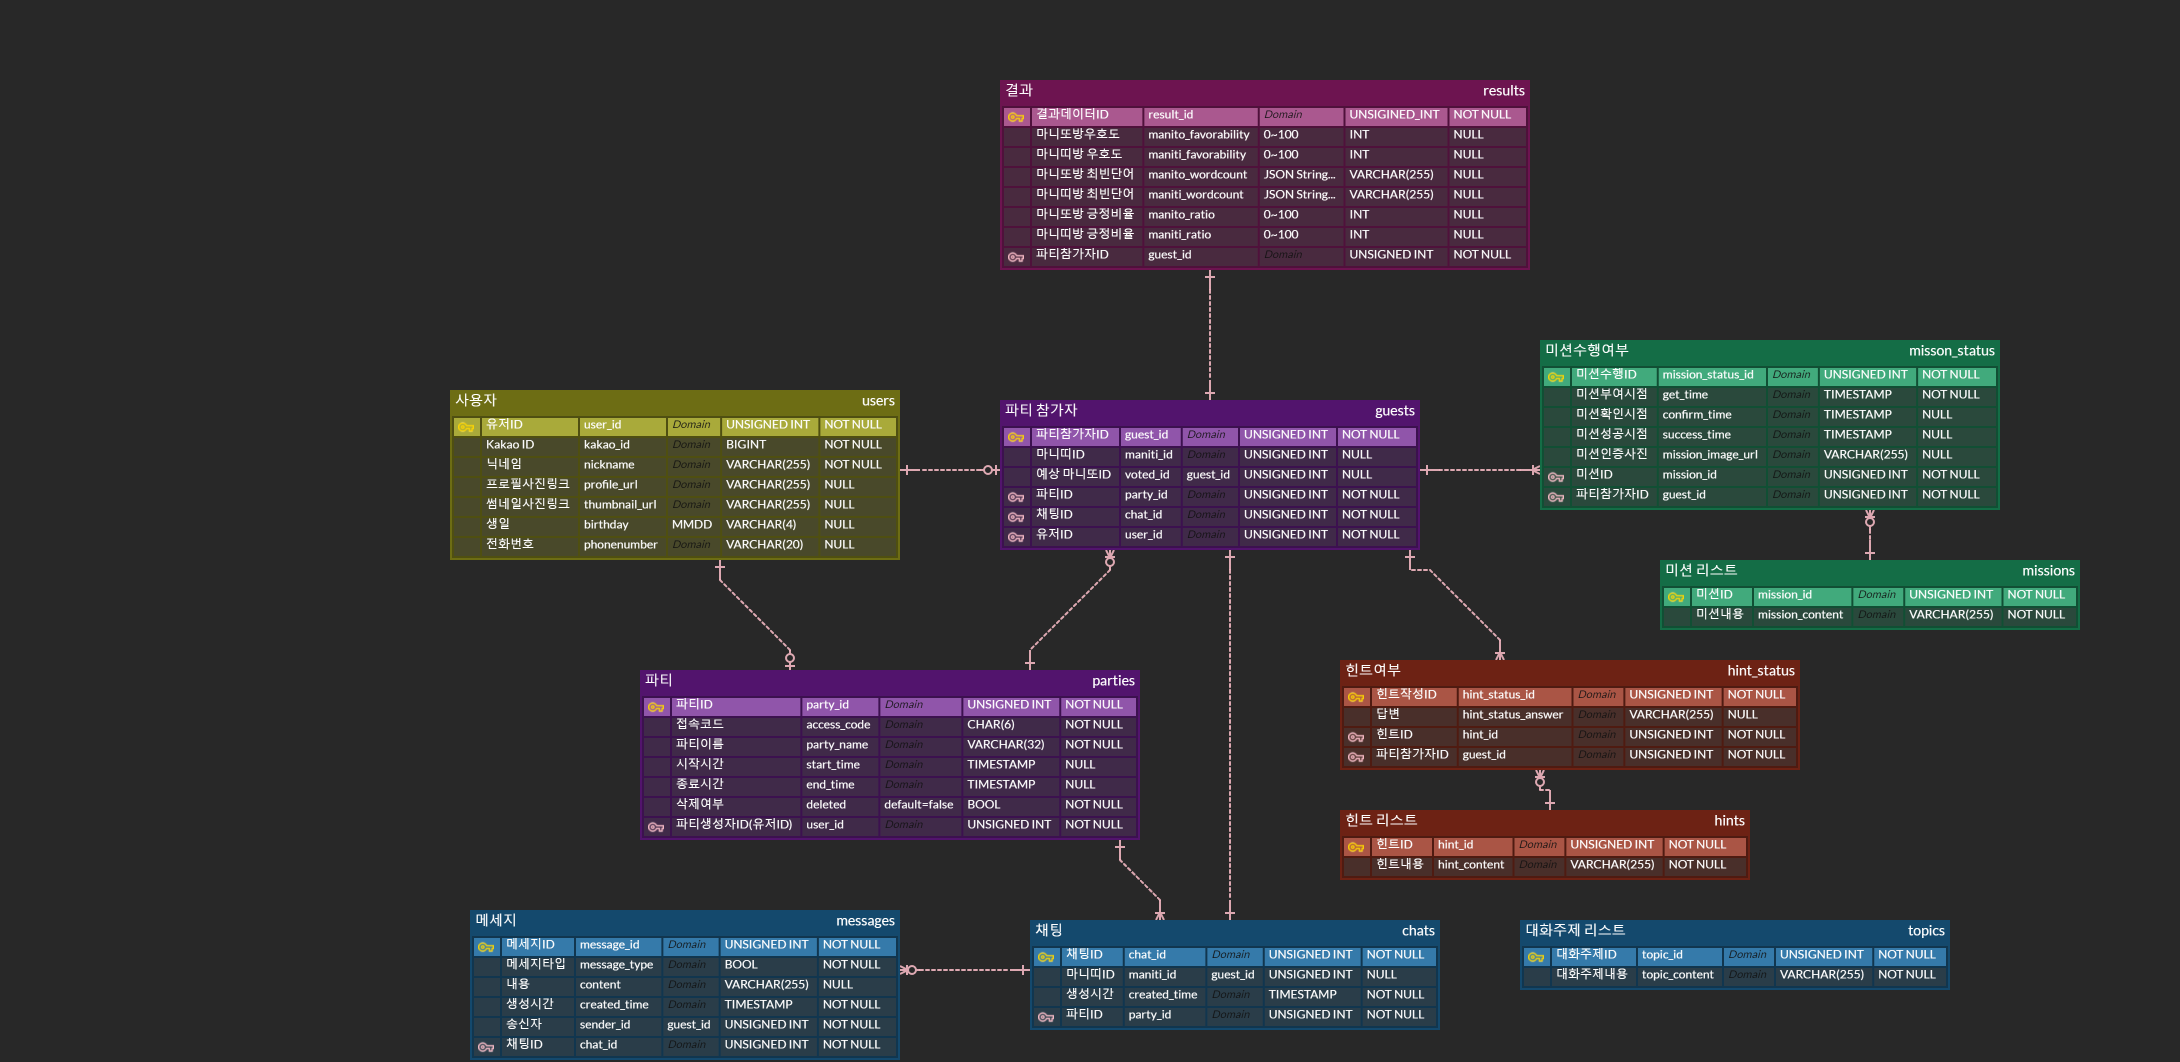 결과 results
결과데이터ID result_id Domain UNSIGINED_INT NOT NULL
마니또방우호도 manito_favorability 0~100 INT NULL
마니띠방 우호도 maniti_favorability 0~100 INT NULL
마니또방 최빈단어 manito_wordcount JSON String... VARCHAR(255) NULL
마니띠방 최빈단어 maniti_wordcount JSON String... VARCHAR(255) NULL
마니또방 긍정비율 manito_ratio 0~100 INT NULL
마니띠방 긍정비율 maniti_ratio 0~100 INT NULL
파티참가자ID guest_id Domain UNSIGNED INT NOT NULL
미션수행여부 misson_status
미션수행ID mission_status_id Domain UNSIGNED INT NOT NULL
미션부여시점 get_time Domain TIMESTAMP NOT NULL
미션확인시점 confirm_time Domain TIMESTAMP NULL
미션성공시점 success_time Domain TIMESTAMP NULL
미션인증사진 mission_image_url Domain VARCHAR(255) NULL
미션ID mission_id Domain UNSIGNED INT NOT NULL
파티참가자ID guest_id Domain UNSIGNED INT NOT NULL
사용자 users
유저ID user_id Domain UNSIGNED INT NOT NULL
Kakao ID kakao_id Domain BIGINT NOT NULL
닉네임 nickname Domain VARCHAR(255) NOT NULL
프로필사진링크 profile_url Domain VARCHAR(255) NULL
썸네일사진링크 thumbnail_url Domain VARCHAR(255) NULL
생일 birthday MMDD VARCHAR(4) NULL
전화번호 phonenumber Domain VARCHAR(20) NULL
파티 참가자 guests
파티참가자ID guest_id Domain UNSIGNED INT NOT NULL
마니띠ID maniti_id Domain UNSIGNED INT NULL
예상 마니또ID voted_id guest_id UNSIGNED INT NULL
파티ID party_id Domain UNSIGNED INT NOT NULL
채팅ID chat_id Domain UNSIGNED INT NOT NULL
유저ID user_id Domain UNSIGNED INT NOT NULL
미션 리스트 missions
미션ID mission_id Domain UNSIGNED INT NOT NULL
미션내용 mission_content Domain VARCHAR(255) NOT NULL
파티 parties
파티ID party_id Domain UNSIGNED INT NOT NULL
접속코드 access_code Domain CHAR(6) NOT NULL
파티이름 party_name Domain VARCHAR(32) NOT NULL
시작시간 start_time Domain TIMESTAMP NULL
종료시간 end_time Domain TIMESTAMP NULL
삭제여부 deleted default=false BOOL NOT NULL
파티생성자ID(유저ID) user_id Domain UNSIGNED INT NOT NULL
힌트여부 hint_status
힌트작성ID hint_status_id Domain UNSIGNED INT NOT NULL
답변 hint_status_answer Domain VARCHAR(255) NULL
힌트ID hint_id Domain UNSIGNED INT NOT NULL
파티참가자ID guest_id Domain UNSIGNED INT NOT NULL
힌트 리스트 hints
힌트ID hint_id Domain UNSIGNED INT NOT NULL
힌트내용 hint_content Domain VARCHAR(255) NOT NULL
메세지 messages
메세지ID message_id Domain UNSIGNED INT NOT NULL
메세지타입 message_type Domain BOOL NOT NULL
내용 content Domain VARCHAR(255) NULL
생성시간 created_time Domain TIMESTAMP NOT NULL
송신자 sender_id guest_id UNSIGNED INT NOT NULL
채팅ID chat_id Domain UNSIGNED INT NOT NULL
채팅 chats
채팅ID chat_id Domain UNSIGNED INT NOT NULL
마니띠ID maniti_id guest_id UNSIGNED INT NULL
생성시간 created_time Domain TIMESTAMP NOT NULL
파티ID party_id Domain UNSIGNED INT NOT NULL
대화주제 리스트 topics
대화주제ID topic_id Domain UNSIGNED INT NOT NULL
대화주제내용 topic_content Domain VARCHAR(255) NOT NULL